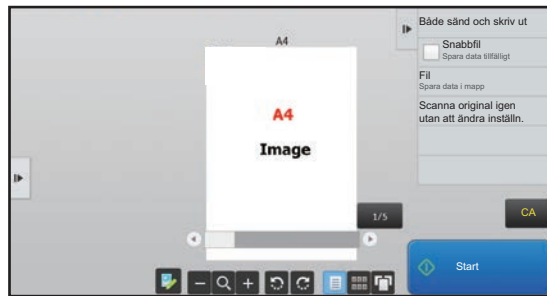 A4
A4
Image
1/5
Både sänd och skriv ut
Snabbfil
Spara data tillfälligt
Fil
Spara data i mapp
Scanna original igen
utan att ändra inställn.
CA
Start